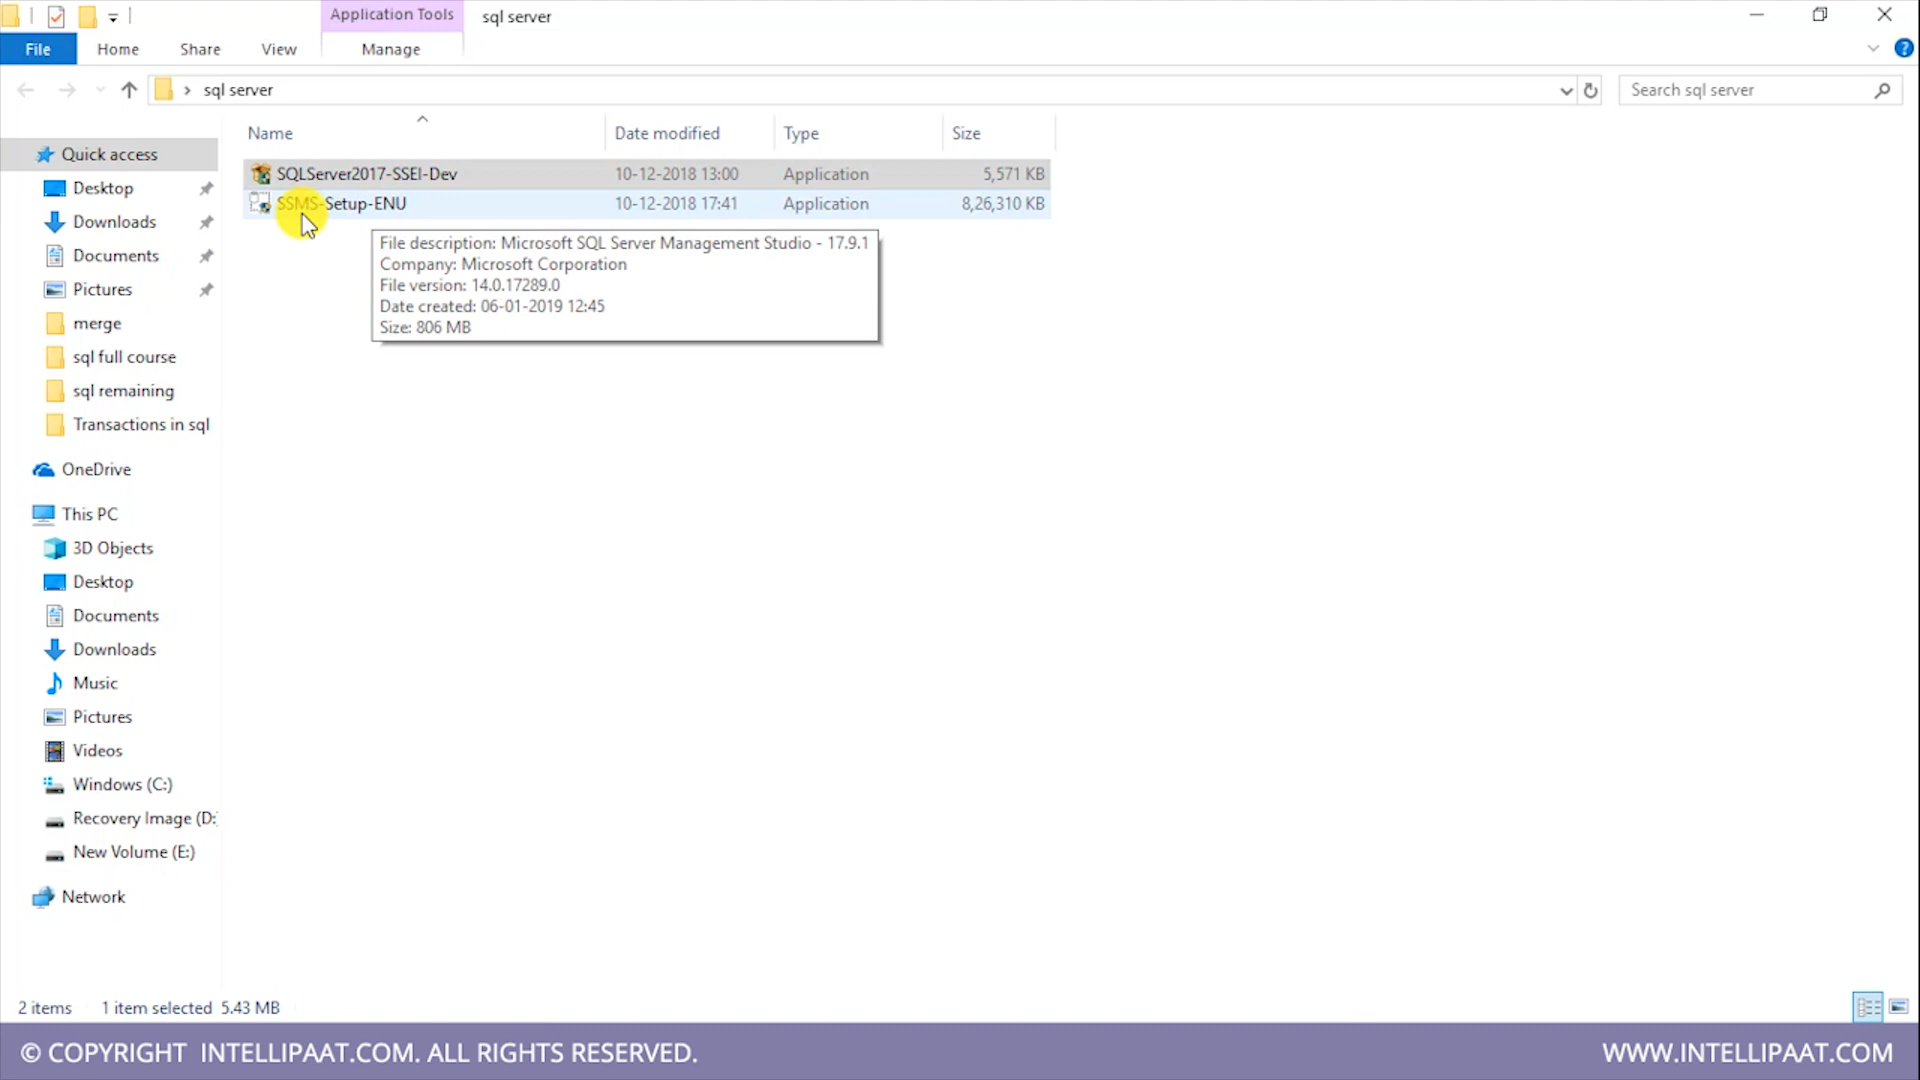 Application Tools
sql server
File
Home
Share
View
Manage
sql server
Search sql server
Name
Date modified
Type
Size
Quick access
Desktop
Downloads
Documents
Pictures
merge
sql full course
sql remaining
Transactions in sql
OneDrive
This PC
3D Objects
Desktop
Documents
Downloads
Music
Pictures
Videos
Windows (C:)
Recovery Image (D:
New Volume (E:)
Network
SQLServer2017-SSEI-Dev 10-12-2018 13:00 Application 5,571 KB
SSMS-Setup-ENU 10-12-2018 17:41 Application 8,26,310 KB
File description: Microsoft SQL Server Management Studio - 17.9.1
Company: Microsoft Corporation
File version: 14.0.17289.0
Date created: 06-01-2019 12:45
Size: 806 MB
2 items 1 item selected 5.43 MB
© COPYRIGHT INTELLIPAAT.COM. ALL RIGHTS RESERVED.
WWW.INTELLIPAAT.COM